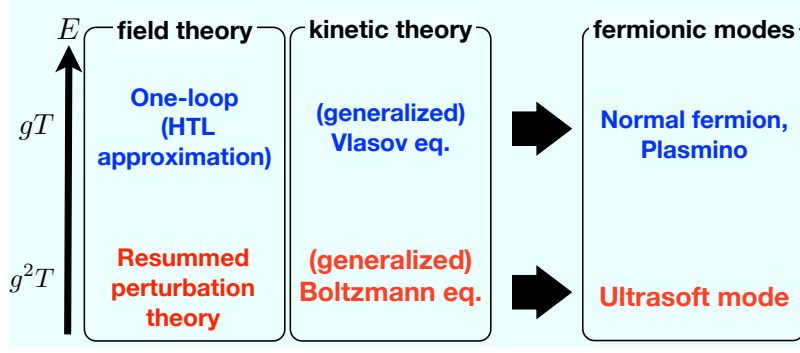 E
field theory
kinetic theory
fermionic modes
gT
One-loop
(HTL
approximation)
(generalized)
Vlasov eq.
Normal fermion,
Plasmino
g²T
Resummed
perturbation
theory
(generalized)
Boltzmann eq.
Ultrasoft mode